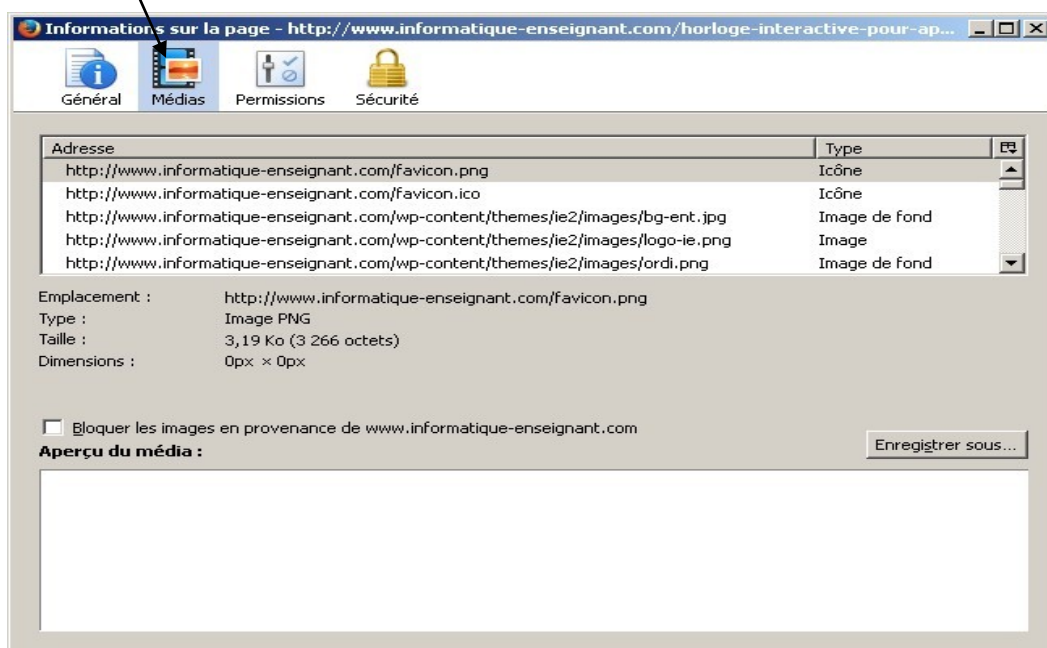 Informations sur la page - http://www.informatique-enseignant.com/horloge-interactive-pour-ap...
Général Médias Permissions Sécurité
Adresse Type
http://www.informatique-enseignant.com/favicon.png Icône
http://www.informatique-enseignant.com/favicon.ico Icône
http://www.informatique-enseignant.com/wp-content/themes/ie2/images/bg-ent.jpg Image de fond
http://www.informatique-enseignant.com/wp-content/themes/ie2/images/logo-ie.png Image
http://www.informatique-enseignant.com/wp-content/themes/ie2/images/ordi.png Image de fond
Emplacement : http://www.informatique-enseignant.com/favicon.png
Type : Image PNG
Taille : 3,19 Ko (3 266 octets)
Dimensions : 0px × 0px
Bloquer les images en provenance de www.informatique-enseignant.com
Enregistrer sous...
Aperçu du média :